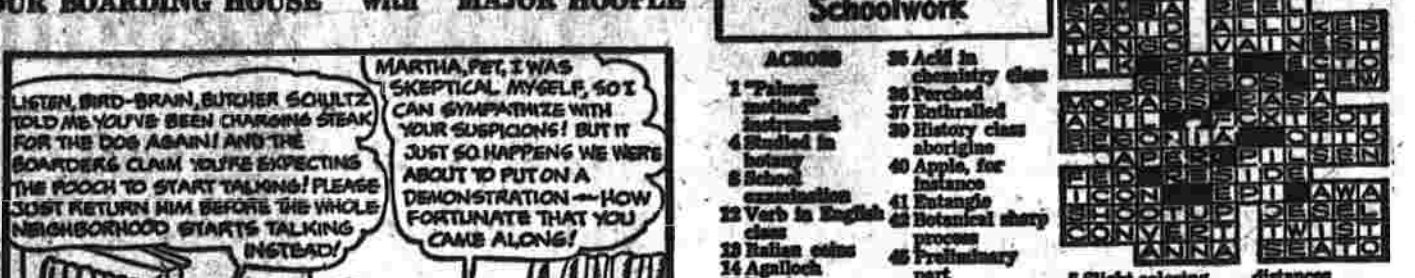 OUR BOARDING HOUSE with MAJOR HOOPLE
LISTEN, BIRD-BRAIN, BUTCHER SCHULTZ
TOLD ME YOU'VE BEEN CHARGING STEAK
FOR THE DOG AGAIN! AND THE
BOARDERS CLAIM YOU'RE EXPECTING
THE POOCH TO START TALKING! PLEASE
JUST RETURN HIM BEFORE THE WHOLE
NEIGHBORHOOD STARTS TALKING
INSTEAD!
MARTHA, PET, I WAS
SKEPTICAL MYSELF, SO I
CAN SYMPATHIZE WITH
YOUR SUSPICIONS! BUT IT
JUST SO HAPPENS WE WERE
ABOUT TO PUT ON A
DEMONSTRATION — HOW
FORTUNATE THAT YOU
CAME ALONG!
Schoolwork
ACROSS
1 "Palmer
method"
instrument
4 Studied in
botany
8 School
examination
12 Verb in English
class
13 Italian coins
14 Agalloch
35 Acid in
chemistry class
36 Perched
37 Enthralled
39 History class
aborigine
40 Apple, for
instance
41 Entangle
42 Botanical sharp
process
45 Preliminary
part
SAMBA REEL
AROID ALLURES
TANGO VAINEST
ELK RAE RECTO
GESSOS HEW
MORASS EASA
ARIL FOXTROT
OTTO
APER PILSEN
FED RESIDE
ICON EPI AWA
SHOOTUP DESEL
CONVERT TWIST
ANNA SEATO
distances